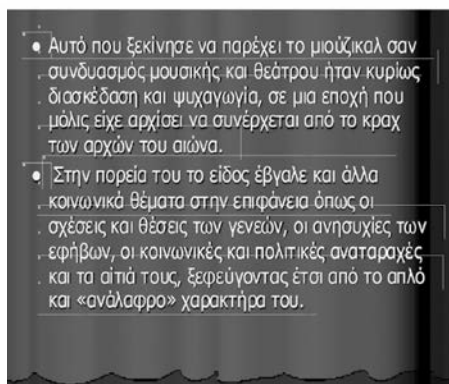 • Αυτό που ξεκίνησε να παρέχει το μιούζικαλ σαν
συνδυασμός μουσικής και θεάτρου ήταν κυρίως
διασκέδαση και ψυχαγωγία, σε μια εποχή που
μόλις είχε αρχίσει να συνέρχεται από το κραχ
των αρχών του αιώνα.
• Στην πορεία του το είδος έβγαλε και άλλα
κοινωνικά θέματα στην επιφάνεια όπως οι
σχέσεις και θέσεις των γενεών, οι ανησυχίες των
εφήβων, οι κοινωνικές και πολιτικές αναταραχές
και τα αίτιά τους, ξεφεύγοντας έτσι από το απλό
και «ανάλαφρο» χαρακτήρα του.